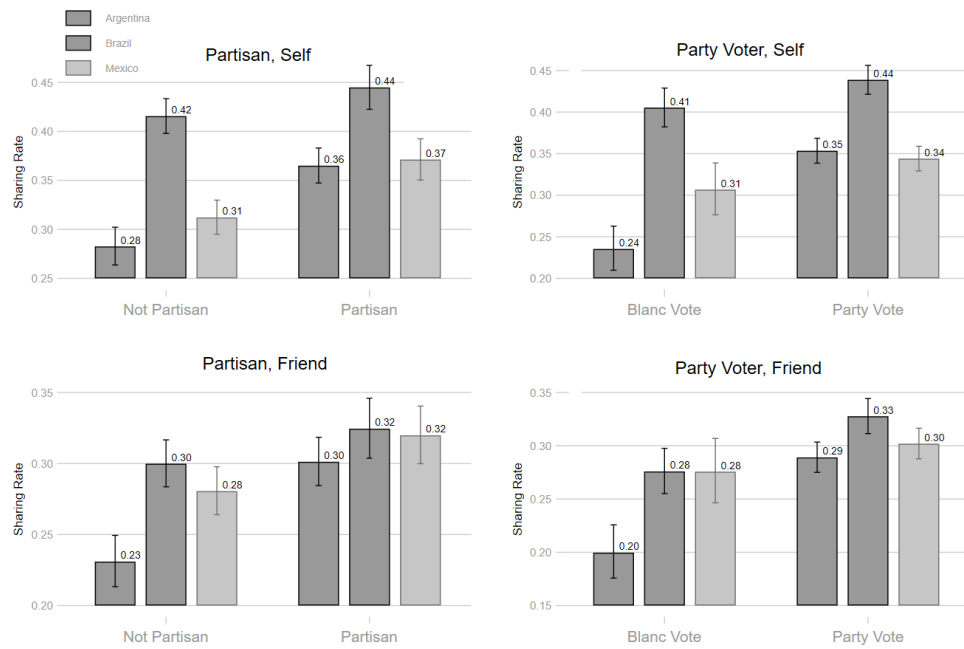 Argentina
Brazil
Mexico
Partisan, Self
Sharing Rate
0.45
0.40
0.35
0.30
0.25
0.28
0.42
0.31
0.36
0.44
0.37
Not Partisan
Partisan
Party Voter, Self
Sharing Rate
0.45
0.40
0.35
0.30
0.25
0.20
0.24
0.41
0.31
0.35
0.44
0.34
Blanc Vote
Party Vote
Partisan, Friend
Sharing Rate
0.35
0.30
0.25
0.20
0.23
0.30
0.28
0.30
0.32
0.32
Not Partisan
Partisan
Party Voter, Friend
Sharing Rate
0.35
0.30
0.25
0.20
0.15
0.20
0.28
0.28
0.29
0.33
0.30
Blanc Vote
Party Vote